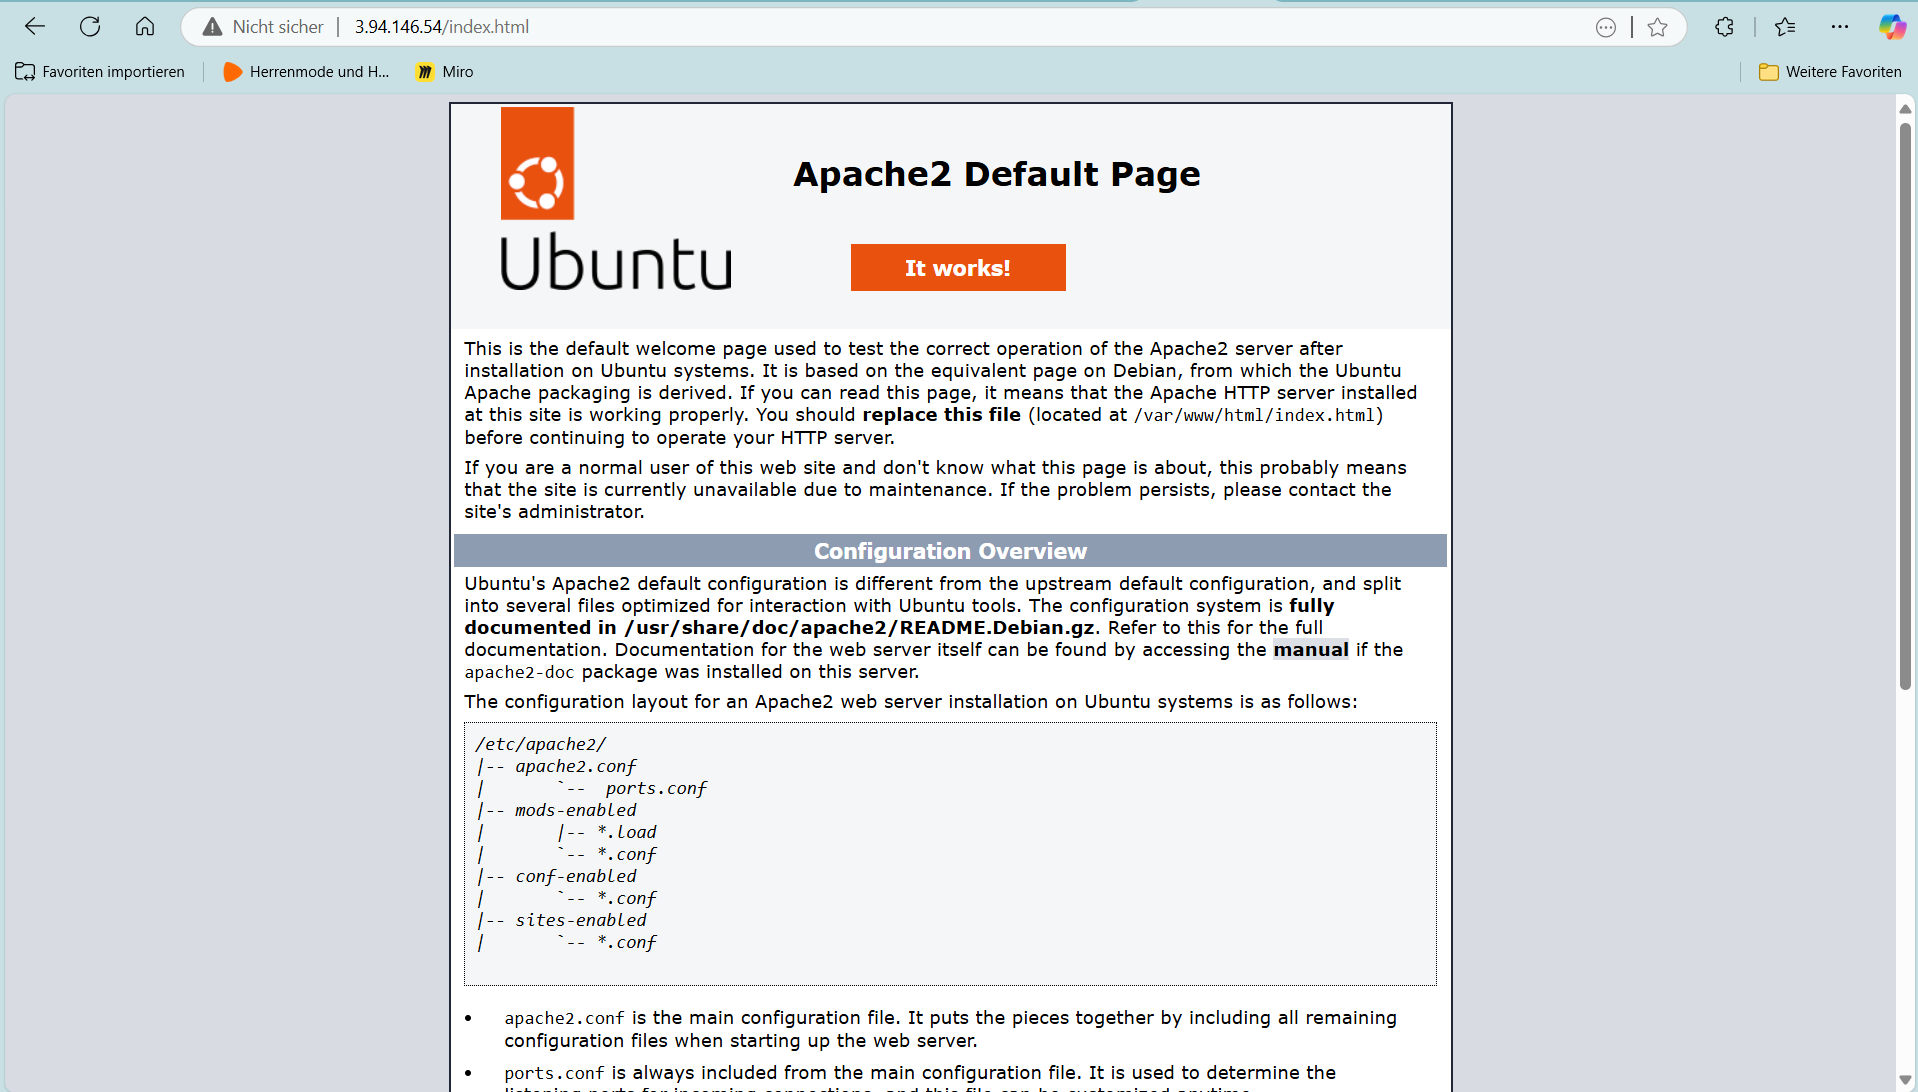 Nicht sicher
3.94.146.54/index.html
Favoriten importieren
Herrenmode und H...
Miro
Weitere Favoriten
Ubuntu
Apache2 Default Page
It works!
This is the default welcome page used to test the correct operation of the Apache2 server after
installation on Ubuntu systems. It is based on the equivalent page on Debian, from which the Ubuntu
Apache packaging is derived. If you can read this page, it means that the Apache HTTP server installed
at this site is working properly. You should replace this file (located at /var/www/html/index.html)
before continuing to operate your HTTP server.
If you are a normal user of this web site and don't know what this page is about, this probably means
that the site is currently unavailable due to maintenance. If the problem persists, please contact the
site's administrator.
Configuration Overview
Ubuntu's Apache2 default configuration is different from the upstream default configuration, and split
into several files optimized for interaction with Ubuntu tools. The configuration system is fully
documented in /usr/share/doc/apache2/README.Debian.gz. Refer to this for the full
documentation. Documentation for the web server itself can be found by accessing the manual if the
apache2-doc package was installed on this server.
The configuration layout for an Apache2 web server installation on Ubuntu systems is as follows:
/etc/apache2/
|-- apache2.conf
|       `--  ports.conf
|-- mods-enabled
|       |-- *.load
|       `-- *.conf
|-- conf-enabled
|       `-- *.conf
|-- sites-enabled
|       `-- *.conf
• apache2.conf is the main configuration file. It puts the pieces together by including all remaining
configuration files when starting up the web server.
• ports.conf is always included from the main configuration file. It is used to determine the
listening ports for incoming connections, and this file can be customized anytime.